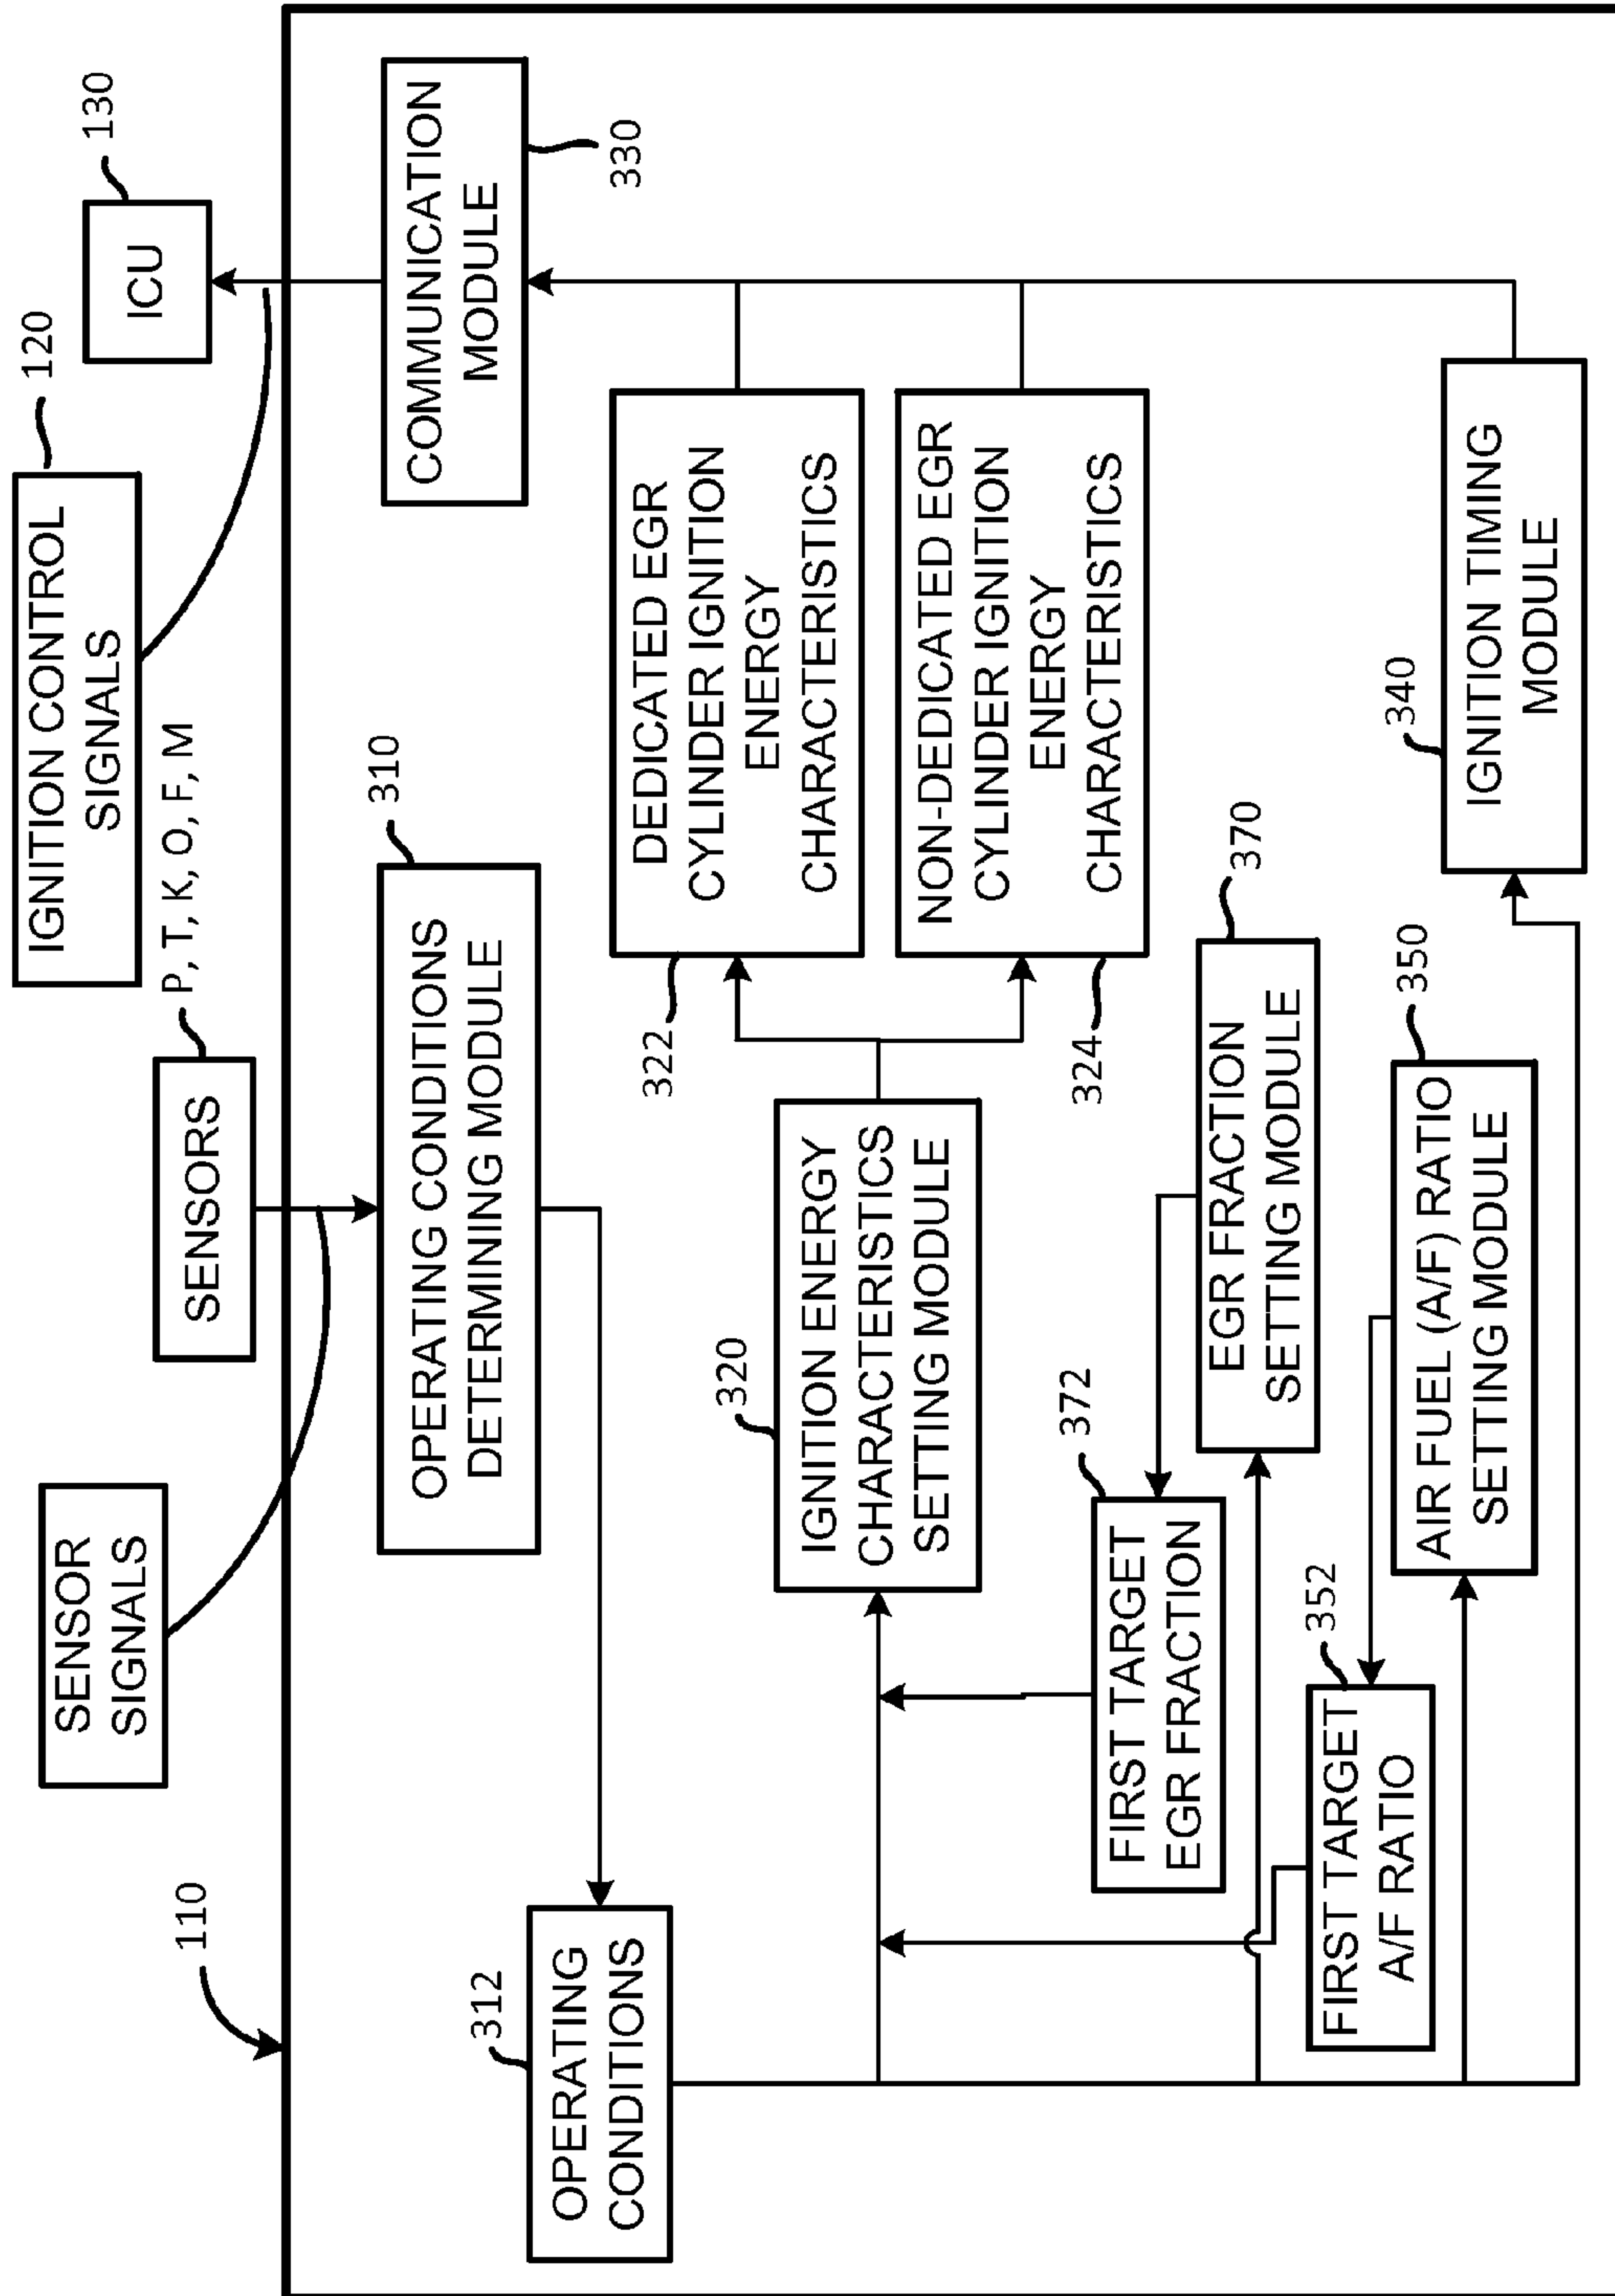 110
SENSOR
SIGNALS
SENSORS
P, T, K, O, F, M
IGNITION CONTROL
SIGNALS
120
ICU
130
OPERATING CONDITIONS
DETERMINING MODULE
310
COMMUNICATION
MODULE
330
312
OPERATING
CONDITIONS
320
IGNITION ENERGY
CHARACTERISTICS
SETTING MODULE
322
DEDICATED EGR
CYLINDER IGNITION
ENERGY
CHARACTERISTICS
324
NON-DEDICATED EGR
CYLINDER IGNITION
ENERGY
CHARACTERISTICS
372
FIRST TARGET
EGR FRACTION
EGR FRACTION
SETTING MODULE
370
352
FIRST TARGET
A/F RATIO
AIR FUEL (A/F) RATIO
SETTING MODULE
350
340
IGNITION TIMING
MODULE